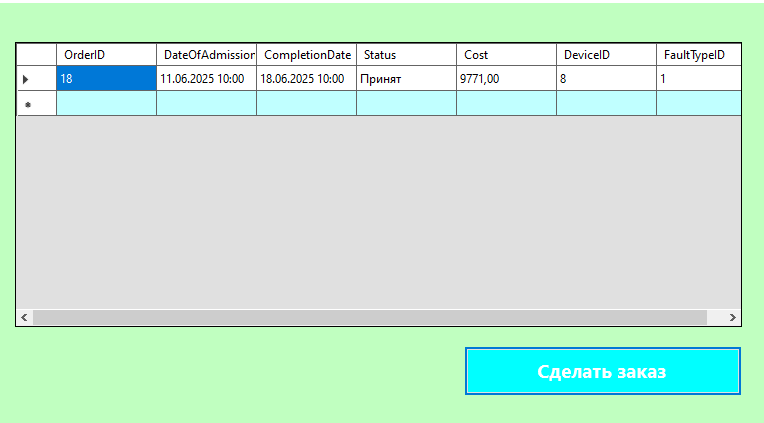 OrderID DateOfAdmission CompletionDate Status Cost DeviceID FaultTypeID
18 11.06.2025 10:00 18.06.2025 10:00 Принят 9771,00 8 1
Сделать заказ